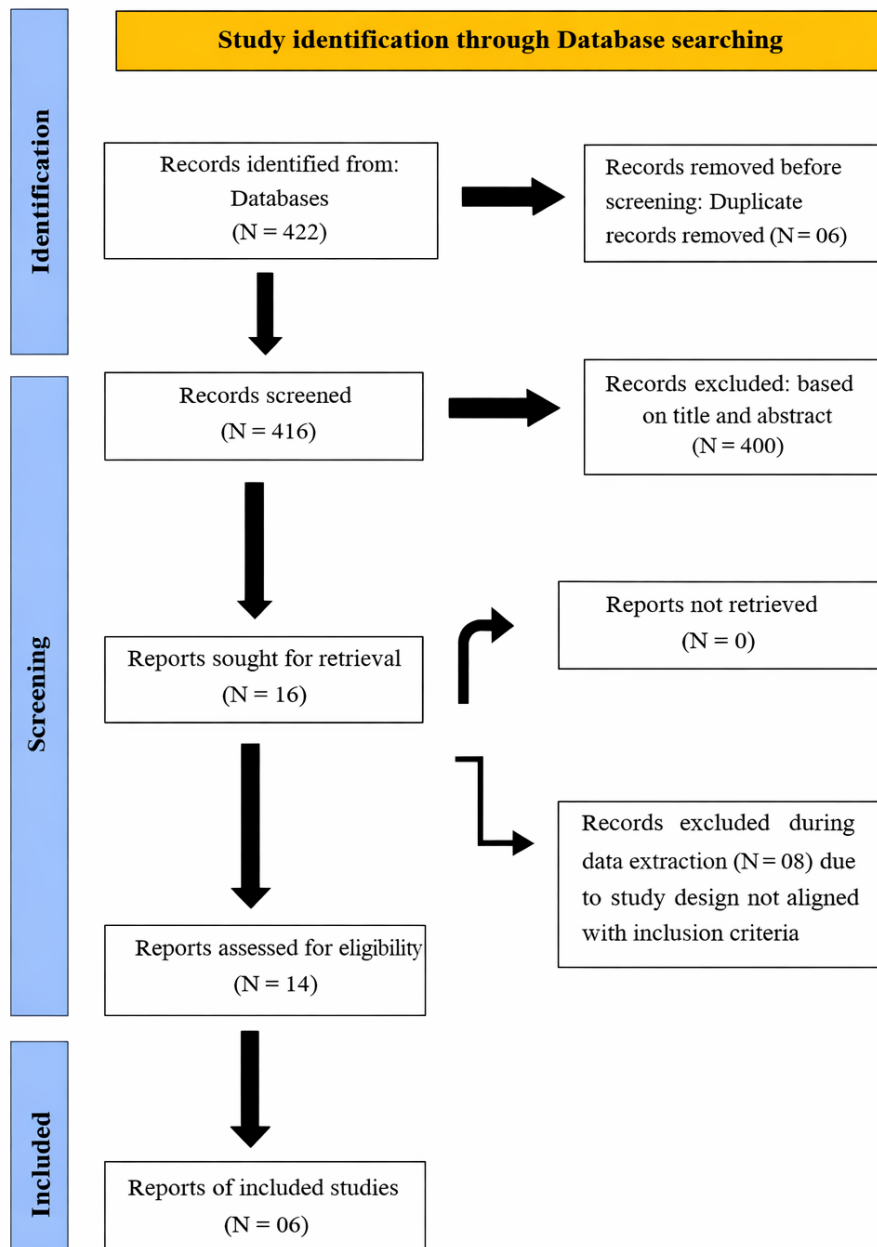 Study identification through Database searching
Identification
Records identified from:
Databases
(N = 422)
Records removed before
screening: Duplicate
records removed (N = 06)
Screening
Records screened
(N = 416)
Records excluded: based
on title and abstract
(N = 400)
Reports sought for retrieval
(N = 16)
Reports not retrieved
(N = 0)
Records excluded during
data extraction (N = 08) due
to study design not aligned
with inclusion criteria
Reports assessed for eligibility
(N = 14)
Included
Reports of included studies
(N = 06)